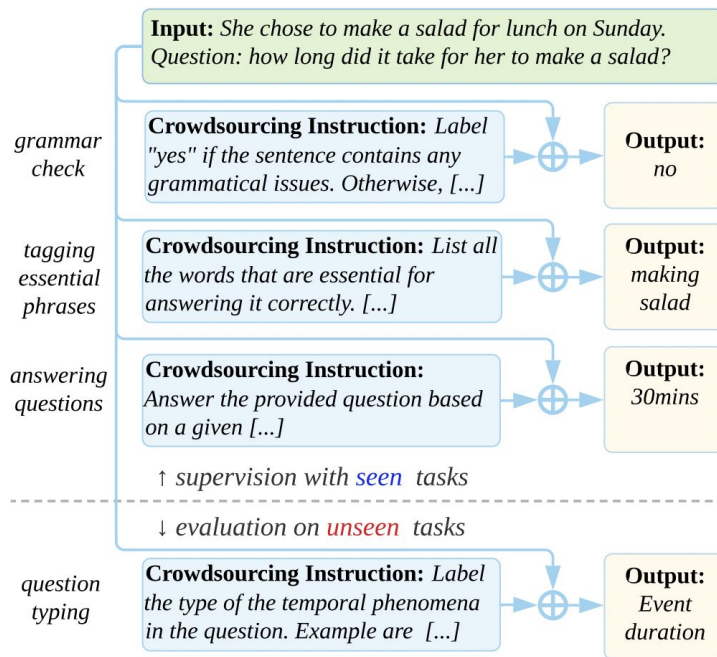 Input: She chose to make a salad for lunch on Sunday.
Question: how long did it take for her to make a salad?
grammar
check
Crowdsourcing Instruction: Label
"yes" if the sentence contains any
grammatical issues. Otherwise, [...]
Output:
no
tagging
essential
phrases
Crowdsourcing Instruction: List all
the words that are essential for
answering it correctly. [...]
Output:
making
salad
answering
questions
Crowdsourcing Instruction:
Answer the provided question based
on a given [...]
Output:
30mins
↑ supervision with seen tasks
↓ evaluation on unseen tasks
question
typing
Crowdsourcing Instruction: Label
the type of the temporal phenomena
in the question. Example are [...]
Output:
Event
duration